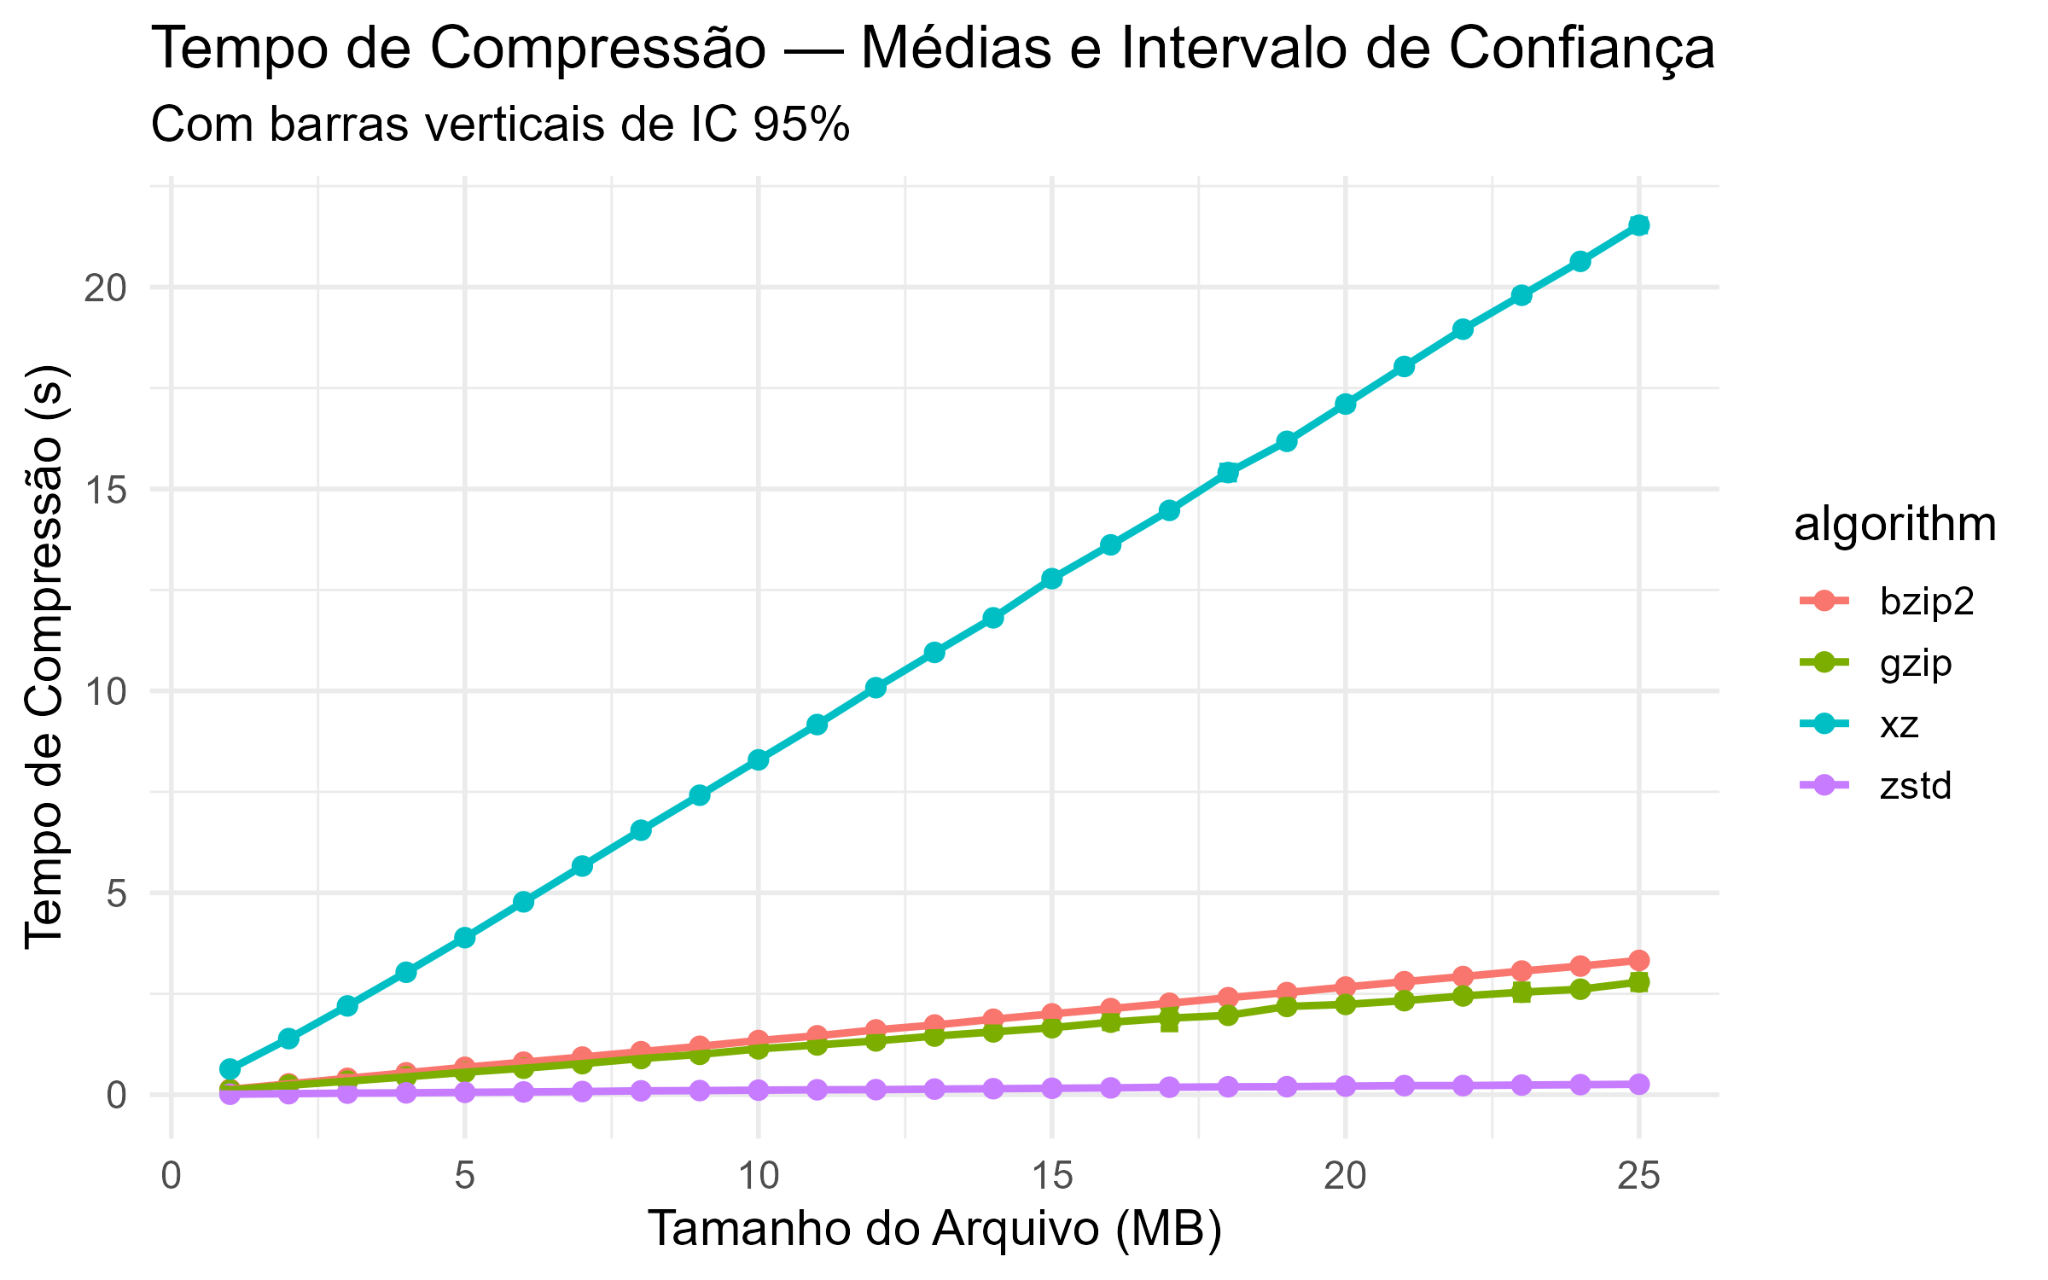 Tempo de Compressão — Médias e Intervalo de Confiança
Com barras verticais de IC 95%
Tempo de Compressão (s)
20
15
10
5
0
0 5 10 15 20 25
Tamanho do Arquivo (MB)
algorithm
bzip2
gzip
xz
zstd